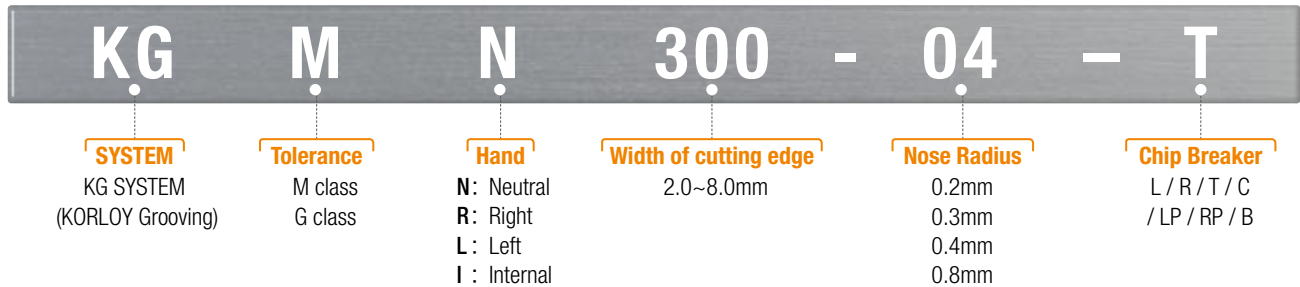 KG M N 300 - 04 - T
SYSTEM
KG SYSTEM
(KORLOY Grooving)
Tolerance
M class
G class
Hand
N: Neutral
R: Right
L: Left
I: Internal
Width of cutting edge
2.0~8.0mm
Nose Radius
0.2mm
0.3mm
0.4mm
0.8mm
Chip Breaker
L / R / T / C
/ LP / RP / B